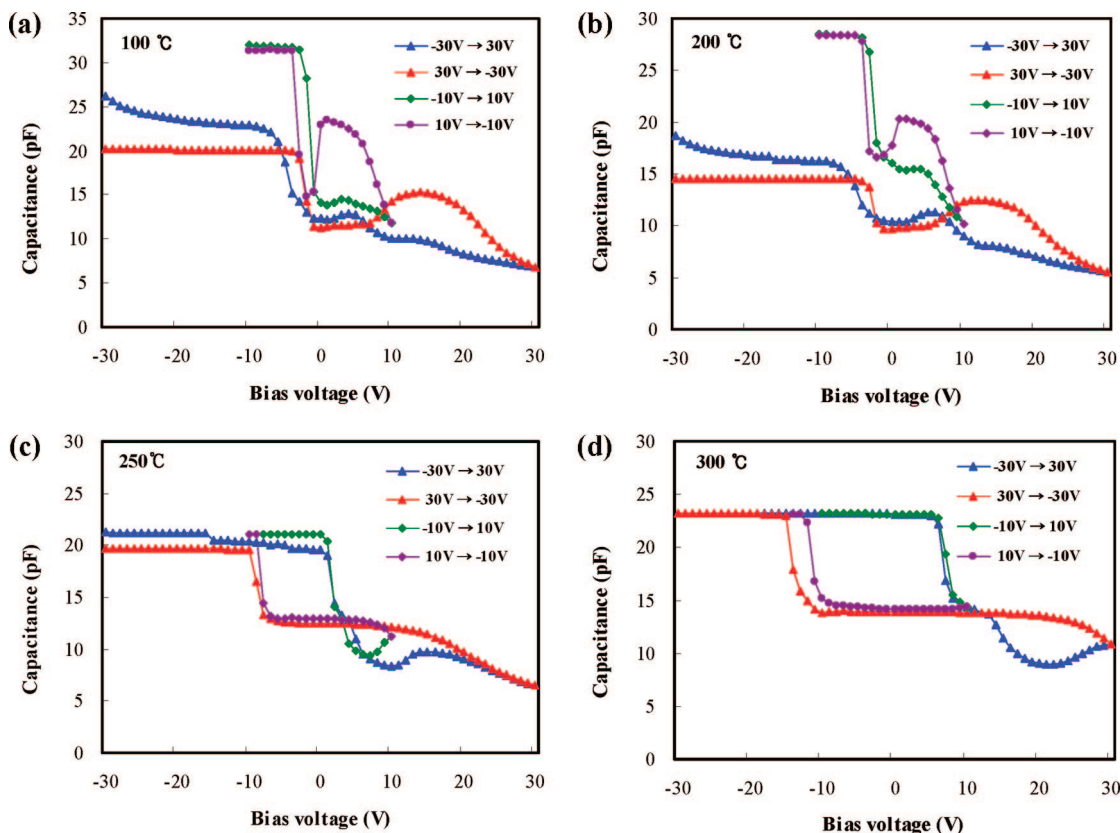 (a)
100 ℃
-30V → 30V
30V → -30V
-10V → 10V
10V → -10V
Capacitance (pF)
35
30
25
20
15
10
5
0
-30 -20 -10 0 10 20 30
Bias voltage (V)
(b)
200 ℃
-30V → 30V
30V → -30V
-10V → 10V
10V → -10V
Capacitance (pF)
30
25
20
15
10
5
0
-30 -20 -10 0 10 20 30
Bias voltage (V)
(c)
250℃
-30V → 30V
30V → -30V
-10V → 10V
10V → -10V
Capacitance (pF)
30
25
20
15
10
5
0
-30 -20 -10 0 10 20 30
Bias voltage (V)
(d)
300 ℃
-30V → 30V
30V → -30V
-10V → 10V
10V → -10V
Capacitance (pF)
30
25
20
15
10
5
0
-30 -20 -10 0 10 20 30
Bias voltage (V)